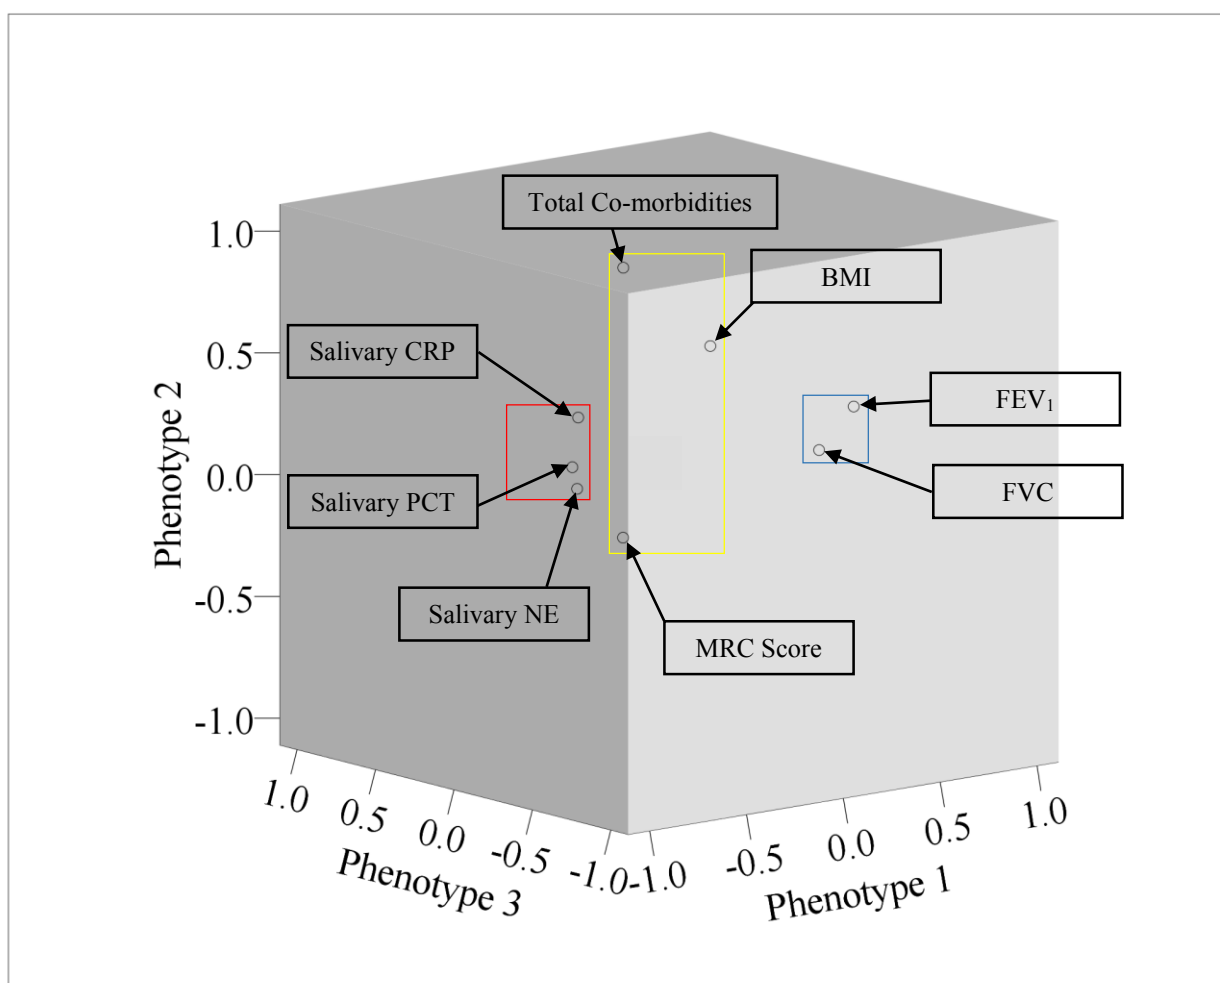 Total Co-morbidities
BMI
Salivary CRP
FEV₁
Salivary PCT
FVC
Salivary NE
MRC Score
Phenotype 2
1.0
0.5
0.0
-0.5
-1.0
1.0 0.5 0.0 -0.5 -1.0
Phenotype 3
-1.0 -0.5 0.0 0.5 1.0
Phenotype 1